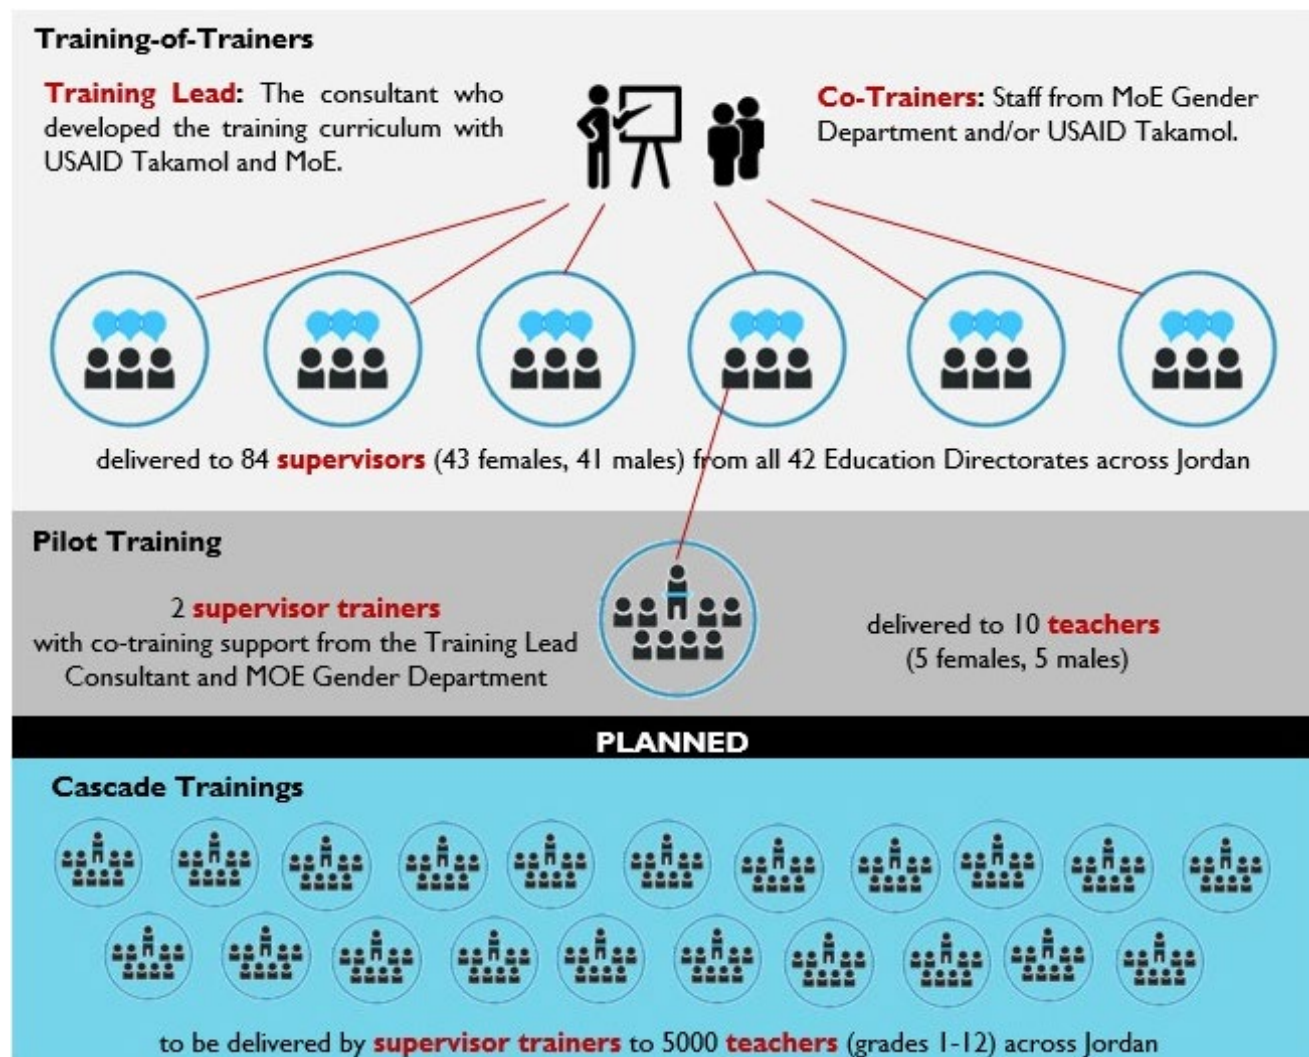 Training-of-Trainers
Training Lead: The consultant who
developed the training curriculum with
USAID Takamol and MoE.
Co-Trainers: Staff from MoE Gender
Department and/or USAID Takamol.
delivered to 84 supervisors (43 females, 41 males) from all 42 Education Directorates across Jordan
Pilot Training
2 supervisor trainers
with co-training support from the Training Lead
Consultant and MOE Gender Department
delivered to 10 teachers
(5 females, 5 males)
PLANNED
Cascade Trainings
to be delivered by supervisor trainers to 5000 teachers (grades 1-12) across Jordan